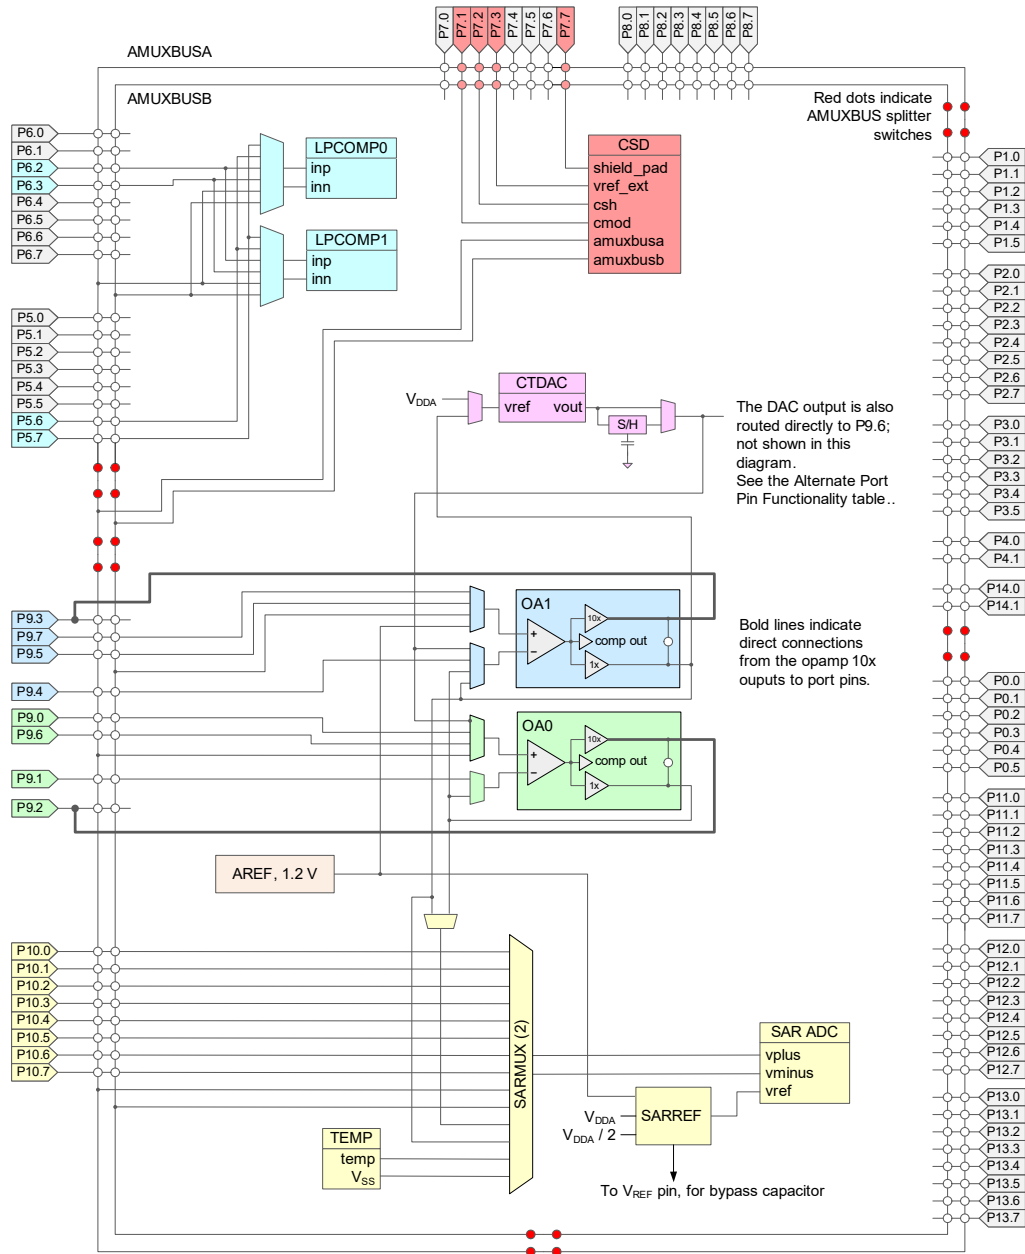 P7.0
P7.1
P7.2
P7.3
P7.4
P7.5
P7.6
P7.7
P8.0
P8.1
P8.2
P8.3
P8.4
P8.5
P8.6
P8.7
AMUXBUSA
AMUXBUSB
Red dots indicate
AMUXBUS splitter
switches
P6.0
P6.1
P6.2
P6.3
P6.4
P6.5
P6.6
P6.7
LPCOMP0
inp
inn
LPCOMP1
inp
inn
CSD
shield_pad
vref_ext
csh
cmod
amuxbusa
amuxbusb
P1.0
P1.1
P1.2
P1.3
P1.4
P1.5
P2.0
P2.1
P2.2
P2.3
P2.4
P2.5
P2.6
P2.7
P5.0
P5.1
P5.2
P5.3
P5.4
P5.5
P5.6
P5.7
CTDAC
VDDA
vref vout
S/H
The DAC output is also
routed directly to P9.6;
not shown in this
diagram.
See the Alternate Port
Pin Functionality table..
P3.0
P3.1
P3.2
P3.3
P3.4
P3.5
P4.0
P4.1
P14.0
P14.1
P9.3
P9.7
P9.5
P9.4
P9.0
P9.6
P9.1
P9.2
OA1
+
−
10x
comp out
1x
Bold lines indicate
direct connections
from the opamp 10x
ouputs to port pins.
OA0
+
−
10x
comp out
1x
P0.0
P0.1
P0.2
P0.3
P0.4
P0.5
P11.0
P11.1
P11.2
P11.3
P11.4
P11.5
P11.6
P11.7
AREF, 1.2 V
P10.0
P10.1
P10.2
P10.3
P10.4
P10.5
P10.6
P10.7
SARMUX (2)
P12.0
P12.1
P12.2
P12.3
P12.4
P12.5
P12.6
P12.7
SAR ADC
vplus
vminus
vref
SARREF
VDDA
VDDA / 2
TEMP
temp
VSS
To VREF pin, for bypass capacitor
P13.0
P13.1
P13.2
P13.3
P13.4
P13.5
P13.6
P13.7